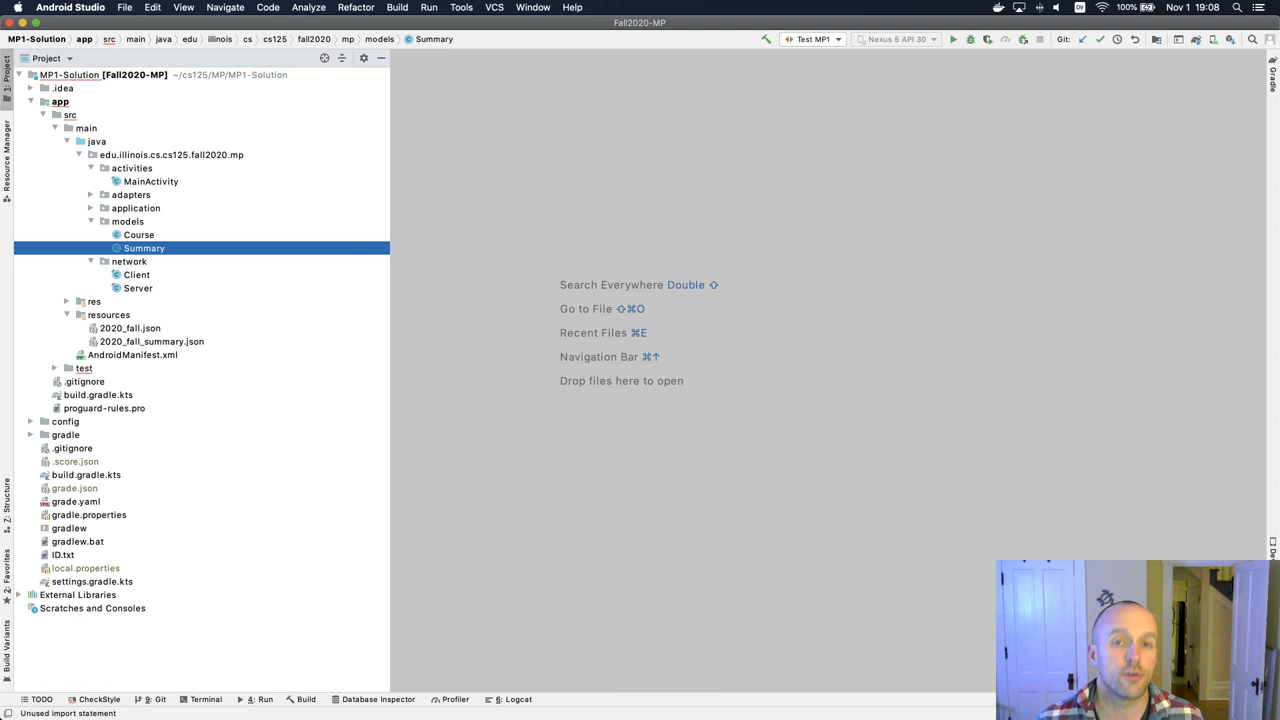 Android Studio File Edit View Navigate Code Analyze Refactor Build Run Tools VCS Window Help DV 100% Nov 1 19:08
Fall2020-MP
MP1-Solution app src main java edu illinois cs cs125 fall2020 mp models Summary Test MP1 Nexus 5 API 30 Git:
Project
MP1-Solution [Fall2020-MP] ~/cs125/MP/MP1-Solution
.idea
app
src
main
java
edu.illinois.cs.cs125.fall2020.mp
activities
MainActivity
adapters
application
models
Course
Summary
network
Client
Server
res
resources
2020_fall.json
2020_fall_summary.json
AndroidManifest.xml
test
.gitignore
build.gradle.kts
proguard-rules.pro
config
gradle
.gitignore
.score.json
build.gradle.kts
grade.json
grade.yaml
gradle.properties
gradlew
gradlew.bat
ID.txt
local.properties
settings.gradle.kts
External Libraries
Scratches and Consoles
1: Project
Resource Manager
Z: Structure
2: Favorites
Build Variants
Search Everywhere Double ⇧
Go to File ⇧⌘O
Recent Files ⌘E
Navigation Bar ⌘↑
Drop files here to open
Gradle
TODO CheckStyle 9: Git Terminal 4: Run Build Database Inspector Profiler 6: Logcat
Unused import statement